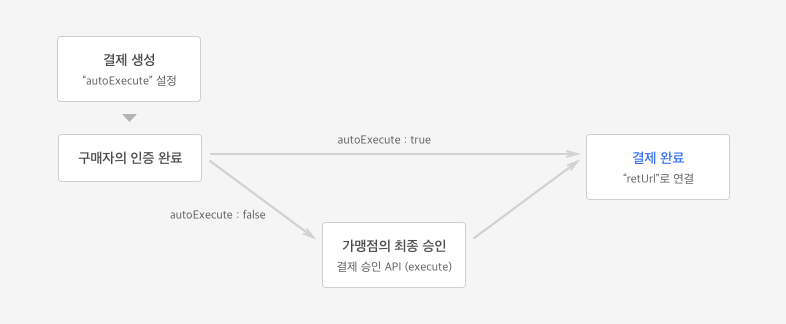 결제 생성
“autoExecute” 설정
구매자의 인증 완료
autoExecute : true
결제 완료
“retUrl”로 연결
autoExecute : false
가맹점의 최종 승인
결제 승인 API (execute)